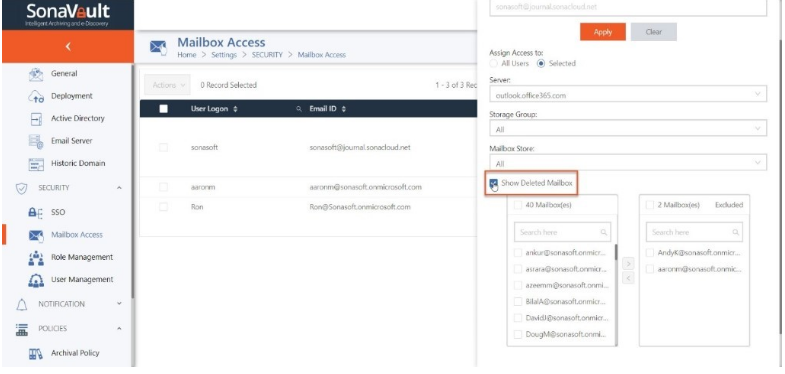 SonaVault
Intelligent Archiving and e-Discovery
General
Deployment
Active Directory
Email Server
Historic Domain
SECURITY
SSO
Mailbox Access
Role Management
User Management
NOTIFICATION
POLICIES
Archival Policy
Mailbox Access
Home > Settings > SECURITY > Mailbox Access
Actions
0 Record Selected
1 - 3 of 3 Rec
User Logon
Email ID
sonasoft
sonasoft@journal.sonacloud.net
aaronm
aaronm@sonasoft.onmicrosoft.com
Ron
Ron@Sonasoft.onmicrosoft.com
sonasoft@journal.sonacloud.net
Apply
Clear
Assign Access to:
All Users
Selected
Server:
outlook.office365.com
Storage Group:
All
Mailbox Store:
All
Show Deleted Mailbox
40 Mailbox(es)
Search here
ankur@sonasoft.onmicr...
asrara@sonasoft.onmicr...
azeemm@sonasoft.onmi...
BilalA@sonasoft.onmicr...
DavidJ@sonasoft.onmicr...
DougM@sonasoft.onmi...
2 Mailbox(es) Excluded
Search here
AndyK@sonasoft.onmicr...
aaronm@sonasoft.onmic...